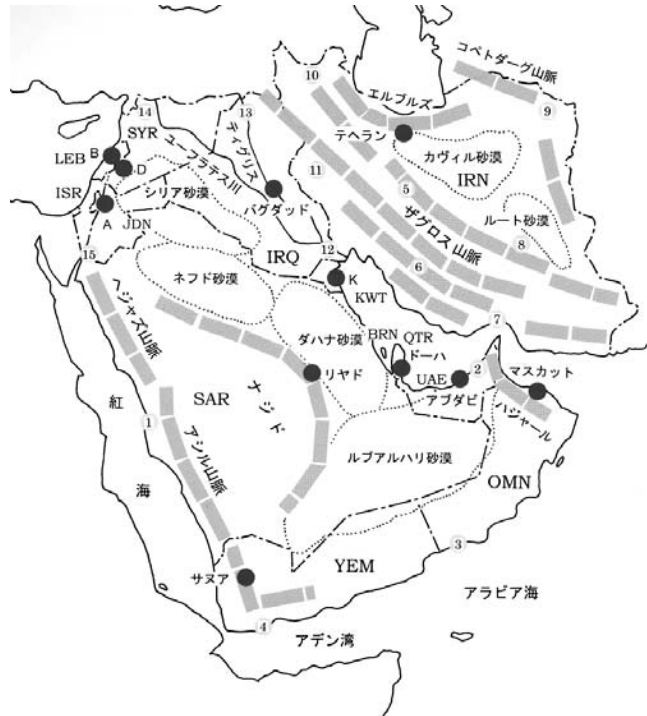 コペトダーグ山脈
10
エルブルズ
9
14
13
SYR
ティグリス
テヘラン
LEB
B
ユーフラテス川
カヴィル砂漠
D
11
IRN
ISR
シリア砂漠
5
A
JDN
バグダッド
ルート砂漠
ザグロス山脈
8
15
IRQ
12
6
ネフド砂漠
K
KWT
ヘジャズ山脈
7
ダハナ砂漠
BRN
QTR
ドーハ
マスカット
リヤド
UAE
2
SAR
ナジド
アブダビ
ハジャール
紅海
1
アシル山脈
ルブアルハリ砂漠
OMN
YEM
3
サヌア
アラビア海
4
アデン湾